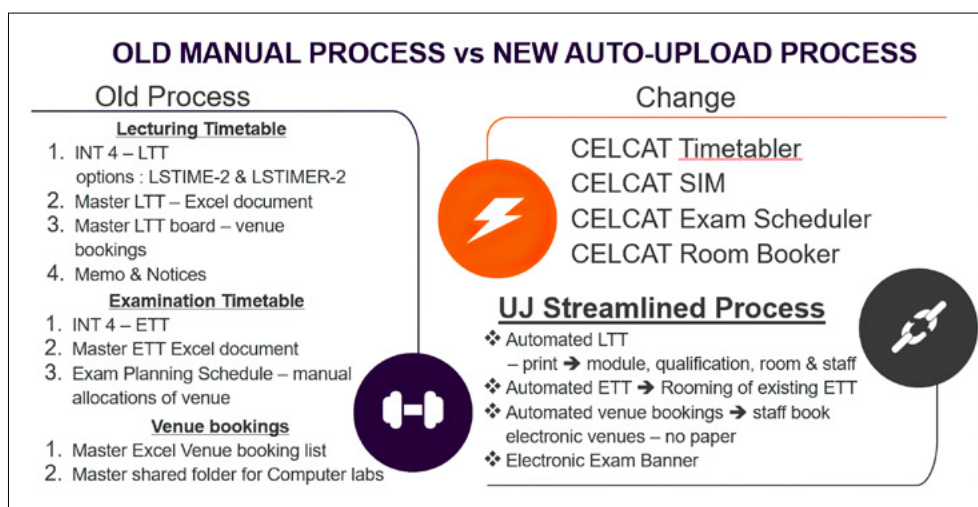 OLD MANUAL PROCESS vs NEW AUTO-UPLOAD PROCESS
Old Process
Lecturing Timetable
1. INT 4 – LTT
options : LSTIME-2 & LSTIMER-2
2. Master LTT – Excel document
3. Master LTT board – venue
bookings
4. Memo & Notices
Examination Timetable
1. INT 4 – ETT
2. Master ETT Excel document
3. Exam Planning Schedule – manual
allocations of venue
Venue bookings
1. Master Excel Venue booking list
2. Master shared folder for Computer labs
Change
CELCAT Timetabler
CELCAT SIM
CELCAT Exam Scheduler
CELCAT Room Booker
UJ Streamlined Process
❖ Automated LTT
– print ➔ module, qualification, room & staff
❖ Automated ETT ➔ Rooming of existing ETT
❖ Automated venue bookings ➔ staff book
electronic venues – no paper
❖ Electronic Exam Banner